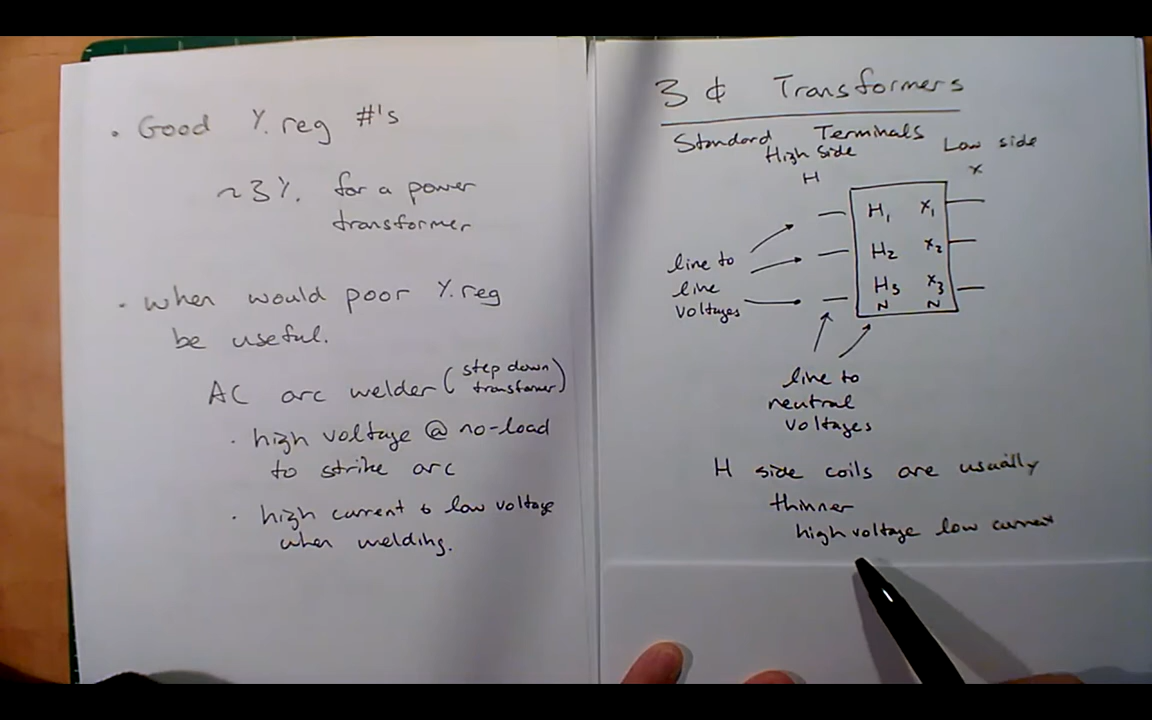 • Good %.reg #'s
~3%. for a power
transformer
• when would poor %.reg
be useful.
AC arc welder (step down
transfomer)
• high voltage @ no-load
to strike arc
• high current & low voltage
when welding.
3 ϕ Transformers
Standard Terminals
High Side
Low side
H
X
H1 X1
H2 X2
H3 X3
N N
line to
line
voltages
line to
neutral
voltages
H side coils are usually
thinner
high voltage low current